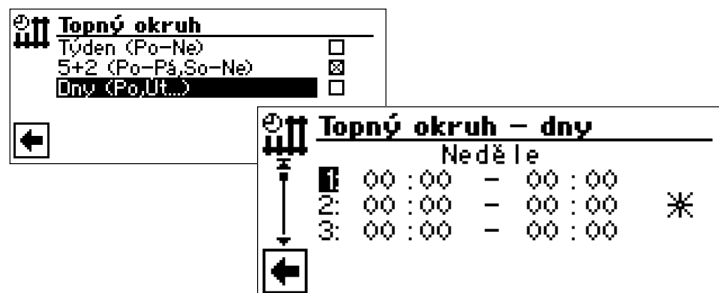 Topný okruh
Týden (Po-Ne)
5+2 (Po-Pá,So-Ne)
Dny (Po,Út...)
Topný okruh - dny
Neděle
1: 00:00 - 00:00
2: 00:00 - 00:00
3: 00:00 - 00:00